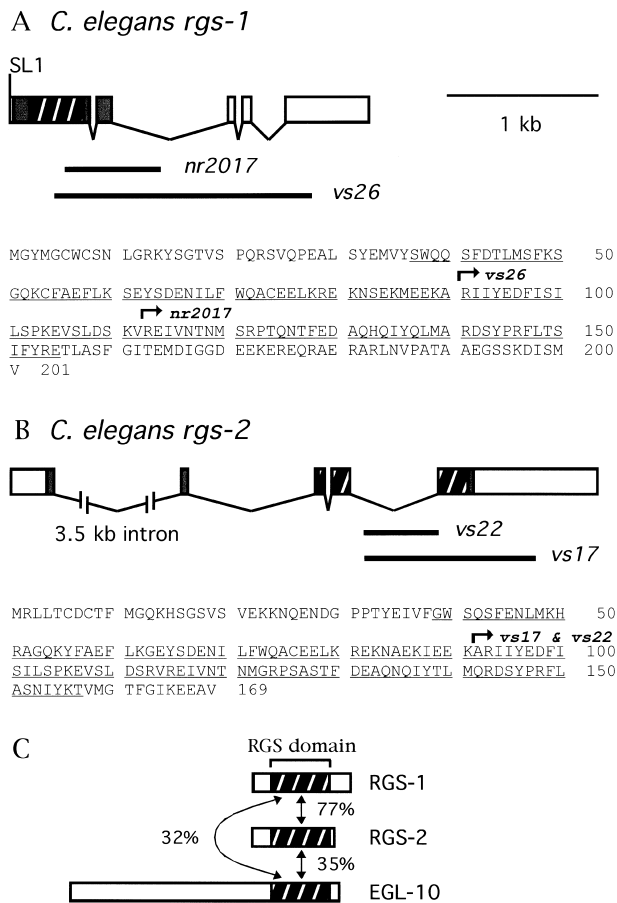 A C. elegans rgs-1
SL1
1 kb
nr2017
vs26
MGYMGCWCSN LGRKYSGTVS PQRSVQPEAL SYEMVYSWQQ SFDTLMSFKS 50
vs26
GQKCFAEFLK SEYSDENILF WQACEELKRE KNSEKMEEKA RIIYEDFISI 100
nr2017
LSPKEVSLDS KVREIVNTNM SRPTQNTFED AQHQIYQLMA RDSYPRFLTS 150
IFYRETLASF GITEMDIGGD EEKEREQRAE RARLNVPATA AEGSSKDISM 200
V 201
B C. elegans rgs-2
3.5 kb intron
vs22
vs17
MRLLTCDCTF MGQKHSGSVS VEKKNQENDG PPTYEIVFGW SQSFENLMKH 50
vs17 & vs22
RAGQKYFAEF LKGEYSDENI LFWQACEELK REKNAEKIEE KARIIYEDFI 100
SILSPKEVSL DSRVREIVNT NMGRPSASTF DEAQNQIYTL MQRDSYPRFL 150
ASNIYKTVMG TFGIKEEAV 169
C
RGS domain
RGS-1
77%
32%
RGS-2
35%
EGL-10